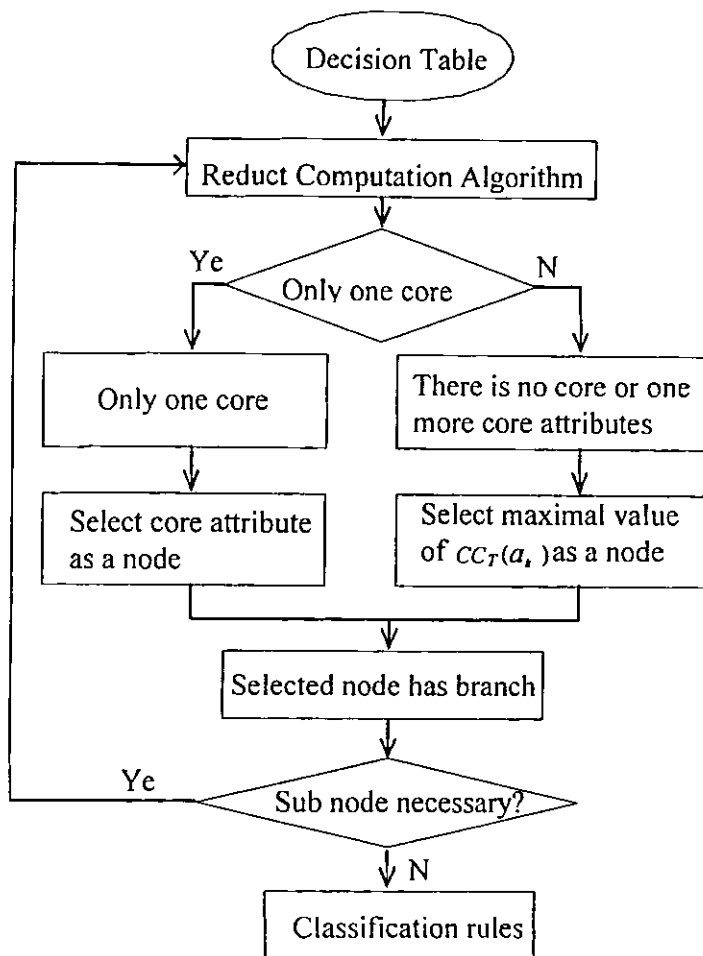 Decision Table
Reduct Computation Algorithm
Ye
N
Only one core
Only one core
There is no core or one
more core attributes
Select core attribute
as a node
Select maximal value
of CC_T(a_k) as a node
Selected node has branch
Ye
Sub node necessary?
N
Classification rules